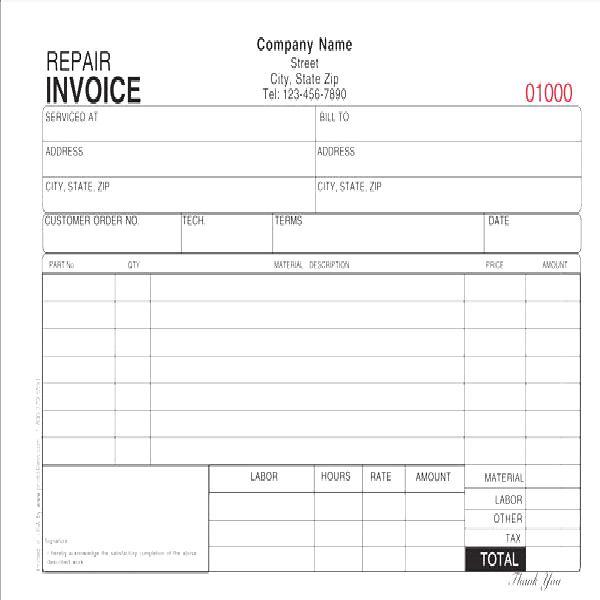 REPAIR
INVOICE
Company Name
Street
City, State Zip
Tel: 123-456-7890
01000
SERVICED AT
BILL TO
ADDRESS
ADDRESS
CITY, STATE, ZIP
CITY, STATE, ZIP
CUSTOMER ORDER NO.
TECH.
TERMS
DATE
PART No
QTY
MATERIAL DESCRIPTION
PRICE
AMOUNT
LABOR
HOURS
RATE
AMOUNT
MATERIAL
LABOR
OTHER
TAX
TOTAL
Signature
I hereby acknowledge the satisfactory completion of the above
described work
Thank You